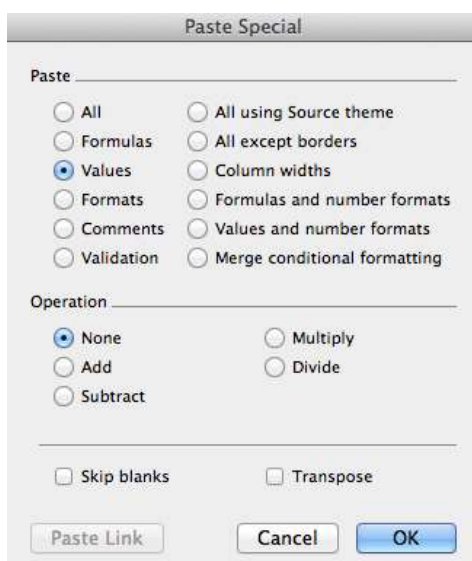 Paste Special
Paste
All All using Source theme
Formulas All except borders
Values Column widths
Formats Formulas and number formats
Comments Values and number formats
Validation Merge conditional formatting
Operation
None Multiply
Add Divide
Subtract
Skip blanks Transpose
Paste Link Cancel OK